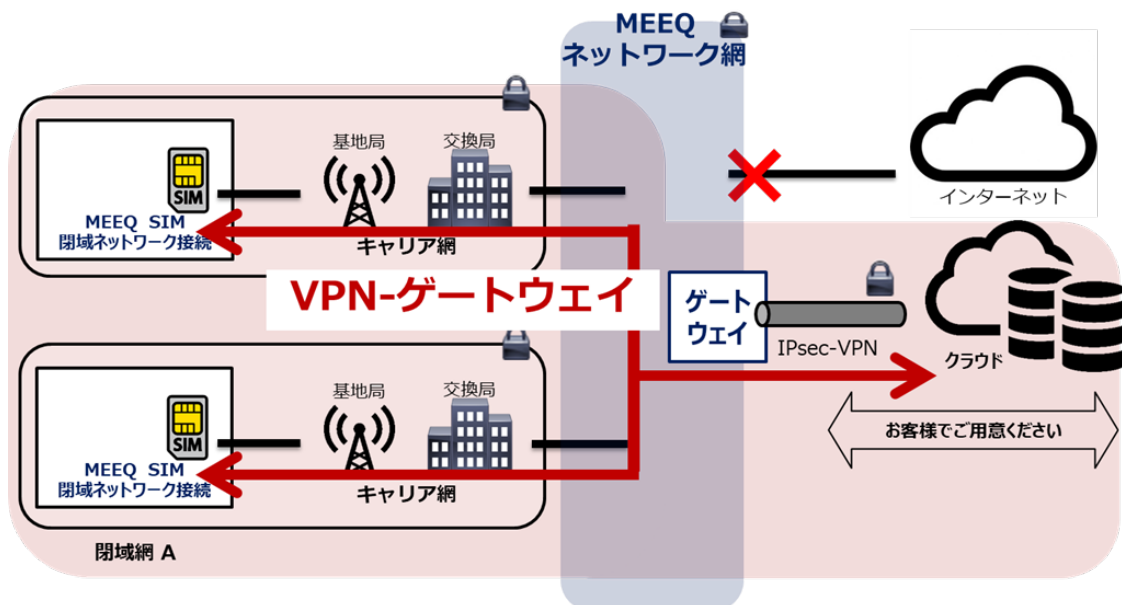 MEEQ
ネットワーク網
基地局
交換局
SIM
MEEQ SIM
閉域ネットワーク接続
キャリア網
インターネット
VPN-ゲートウェイ
ゲート
ウェイ
IPsec-VPN
クラウド
お客様でご用意ください
基地局
交換局
SIM
MEEQ SIM
閉域ネットワーク接続
キャリア網
閉域網 A